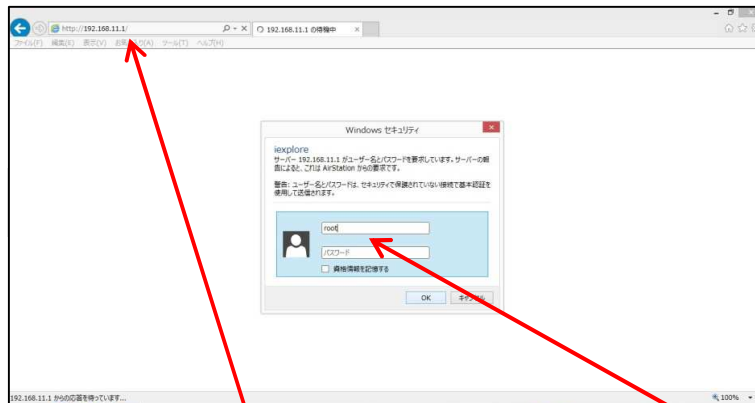 http://192.168.11.1/
192.168.11.1 の待機中
ファイル(F) 編集(E) 表示(V) ツール(T) ヘルプ(H)
Windows セキュリティ
iexplore
サーバー 192.168.11.1 がユーザー名とパスワードを要求しています。サーバーの報
告によると、これは AirStation からの要求です。
警告: ユーザー名とパスワードは、セキュリティで保護されていない接続で基本認証を
使用して送信されます。
root
パスワード
資格情報を記憶する
OK
キャンセル
192.168.11.1 からの応答を待っています...
100%